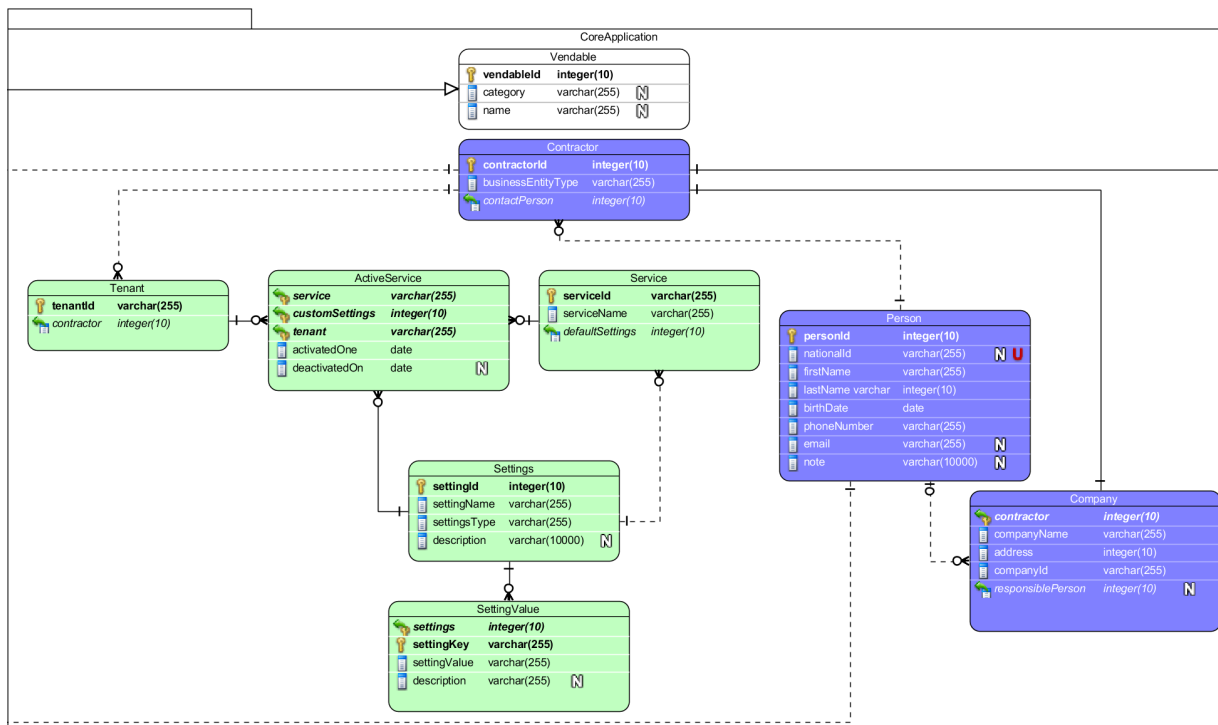 CoreApplication
Vendable
vendableId integer(10)
category varchar(255) N
name varchar(255) N
Contractor
contractorId integer(10)
businessEntityType varchar(255)
contactPerson integer(10)
Tenant
tenantId varchar(255)
contractor integer(10)
ActiveService
service varchar(255)
customSettings integer(10)
tenant varchar(255)
activatedOne date
deactivatedOn date N
Service
serviceId varchar(255)
serviceName varchar(255)
defaultSettings integer(10)
Person
personId integer(10)
nationalId varchar(255) N U
firstName varchar(255)
lastName varchar integer(10)
birthDate date
phoneNumber varchar(255)
email varchar(255) N
note varchar(10000) N
Settings
settingId integer(10)
settingName varchar(255)
settingsType varchar(255)
description varchar(10000) N
Company
contractor integer(10)
companyName varchar(255)
address integer(10)
companyId varchar(255)
responsiblePerson integer(10) N
SettingValue
settings integer(10)
settingKey varchar(255)
settingValue varchar(255)
description varchar(255) N